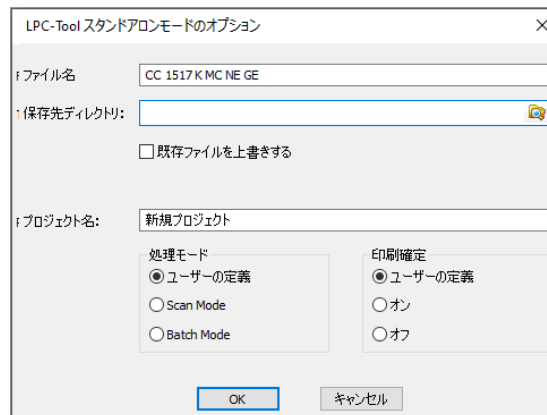 LPC-Tool スタンドアロンモードのオプション
ファイル名
CC 1517 K MC NE GE
保存先ディレクトリ:
既存ファイルを上書きする
プロジェクト名:
新規プロジェクト
処理モード
ユーザーの定義
Scan Mode
Batch Mode
印刷確定
ユーザーの定義
オン
オフ
OK
キャンセル